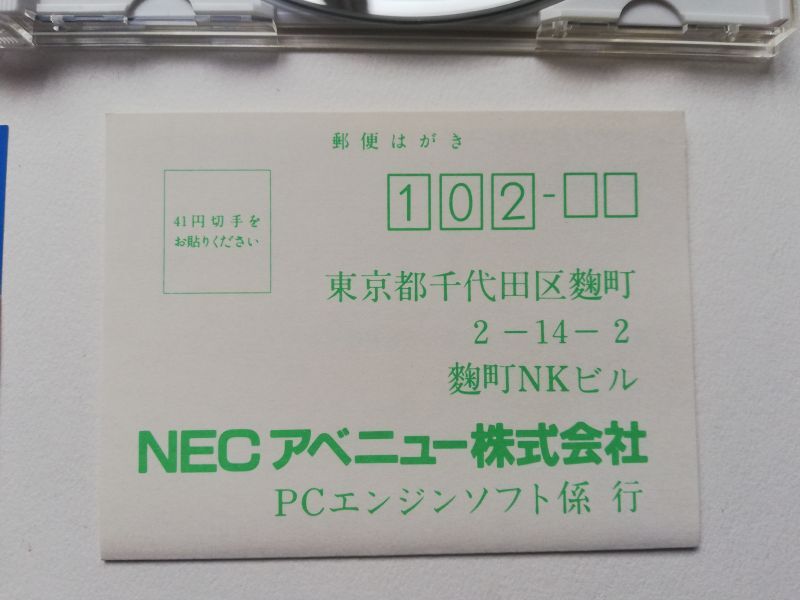 郵便はがき
41円切手を
お貼りください
102-
東京都千代田区麴町
2－14－2
麴町NKビル
NECアベニュー株式会社
PCエンジンソフト係 行